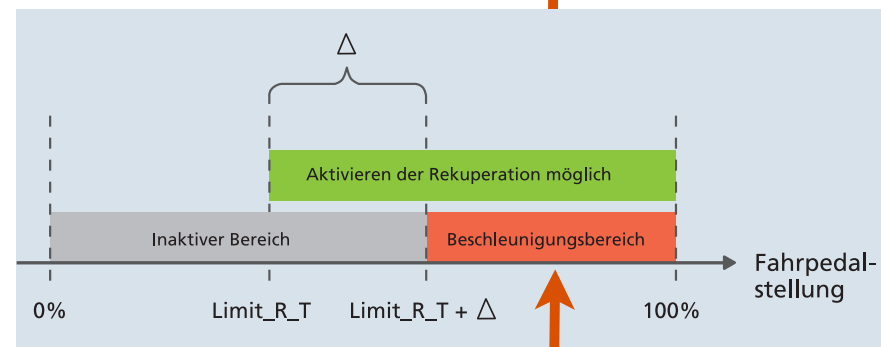 Δ
Aktivieren der Rekuperation möglich
Inaktiver Bereich
Beschleunigungsbereich
Fahrpedal-
stellung
0%
Limit_R_T
Limit_R_T + Δ
100%